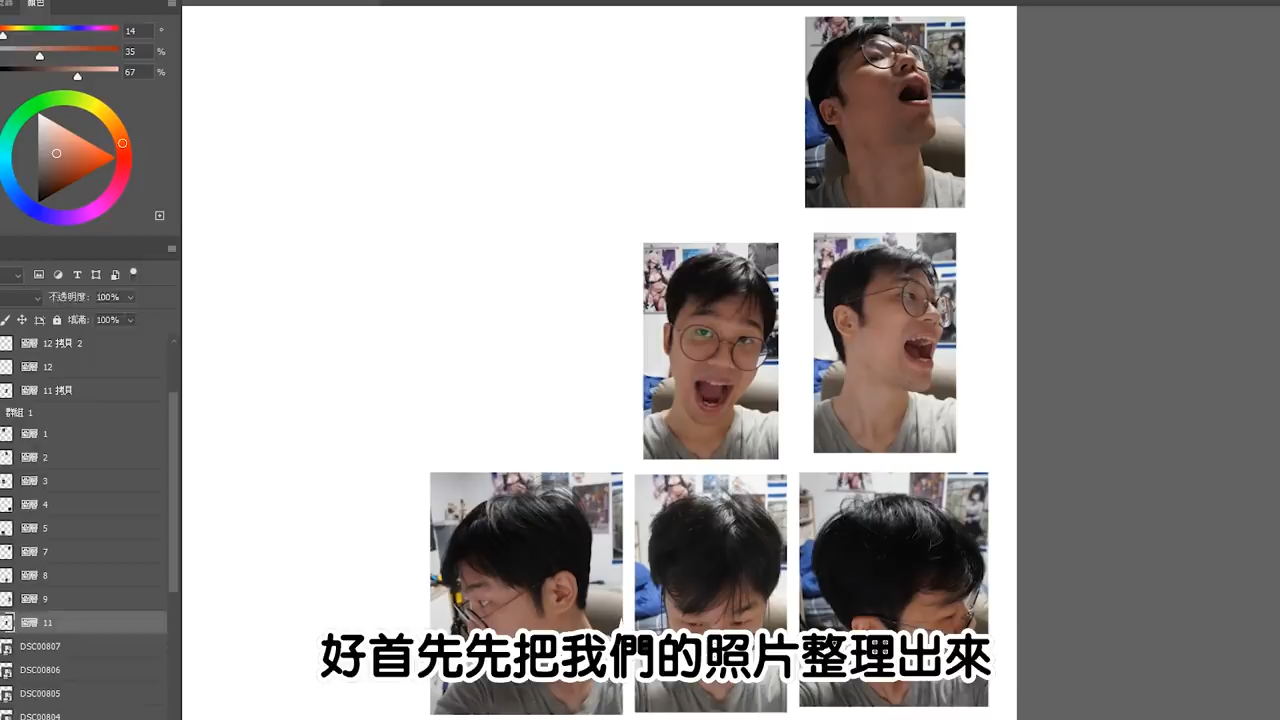 顏色
14 °
35 %
67 %
不透明度: 100%
填滿: 100%
圖層 12 拷貝 2
圖層 12
圖層 11 拷貝
群組 1
圖層 1
圖層 2
圖層 3
圖層 4
圖層 5
圖層 7
圖層 8
圖層 9
圖層 11
DSC00807
DSC00806
DSC00805
DSC00804
好首先先把我們的照片整理出來